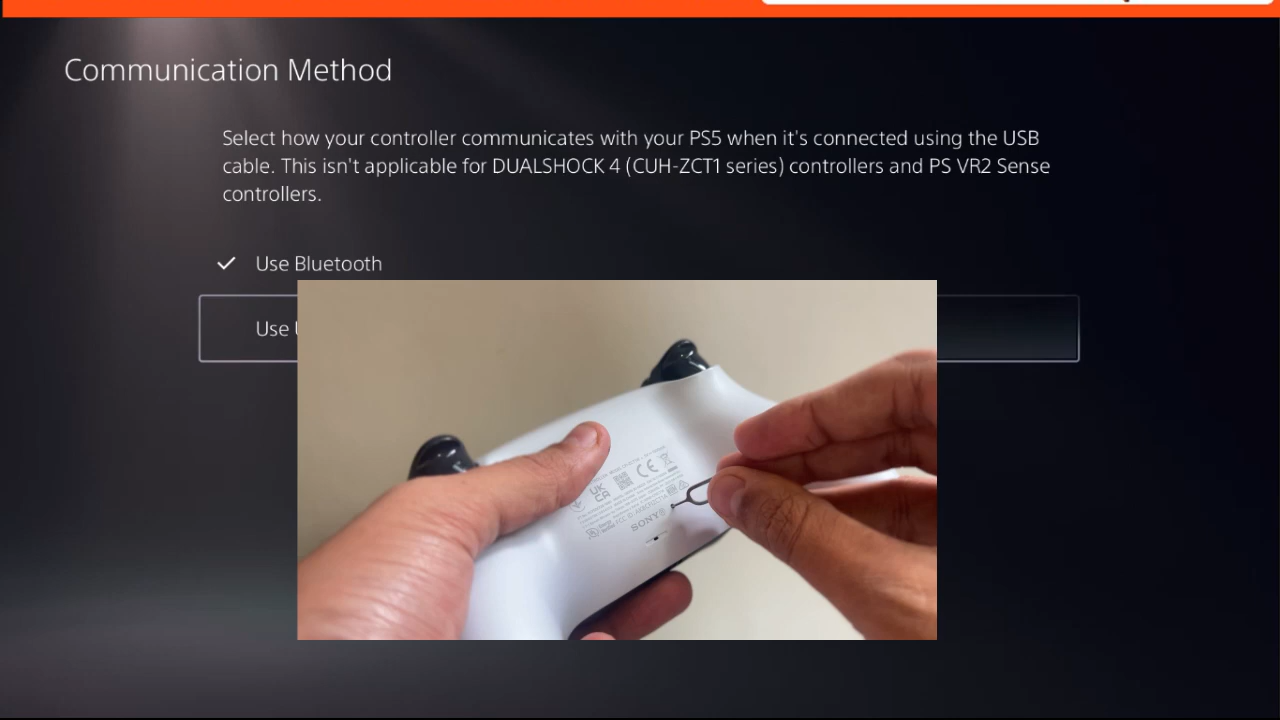 Communication Method
Select how your controller communicates with your PS5 when it's connected using the USB
cable. This isn't applicable for DUALSHOCK 4 (CUH-ZCT1 series) controllers and PS VR2 Sense
controllers.
Use Bluetooth
Use
UK
CA
CE
SONY